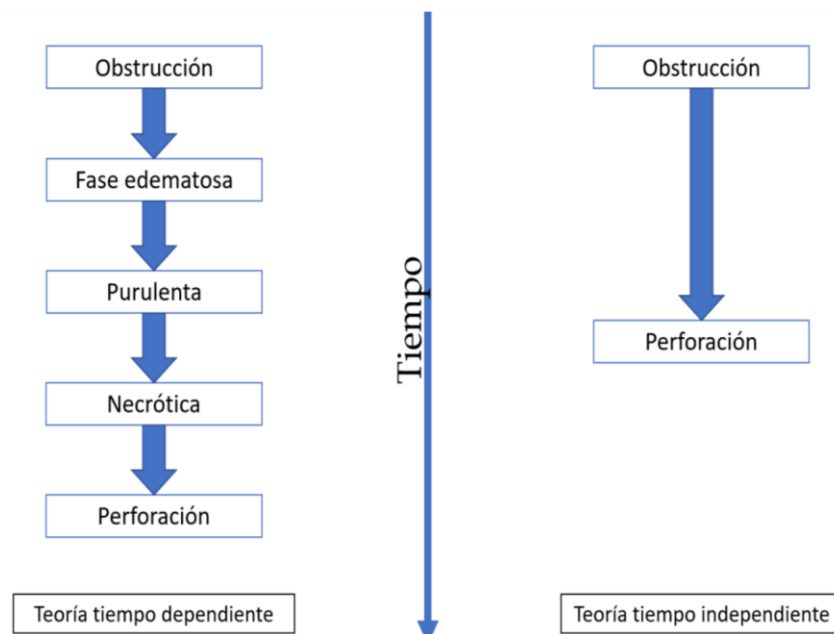 Obstrucción
Fase edematosa
Purulenta
Necrótica
Perforación
Teoría tiempo dependiente
Tiempo
Obstrucción
Perforación
Teoría tiempo independiente